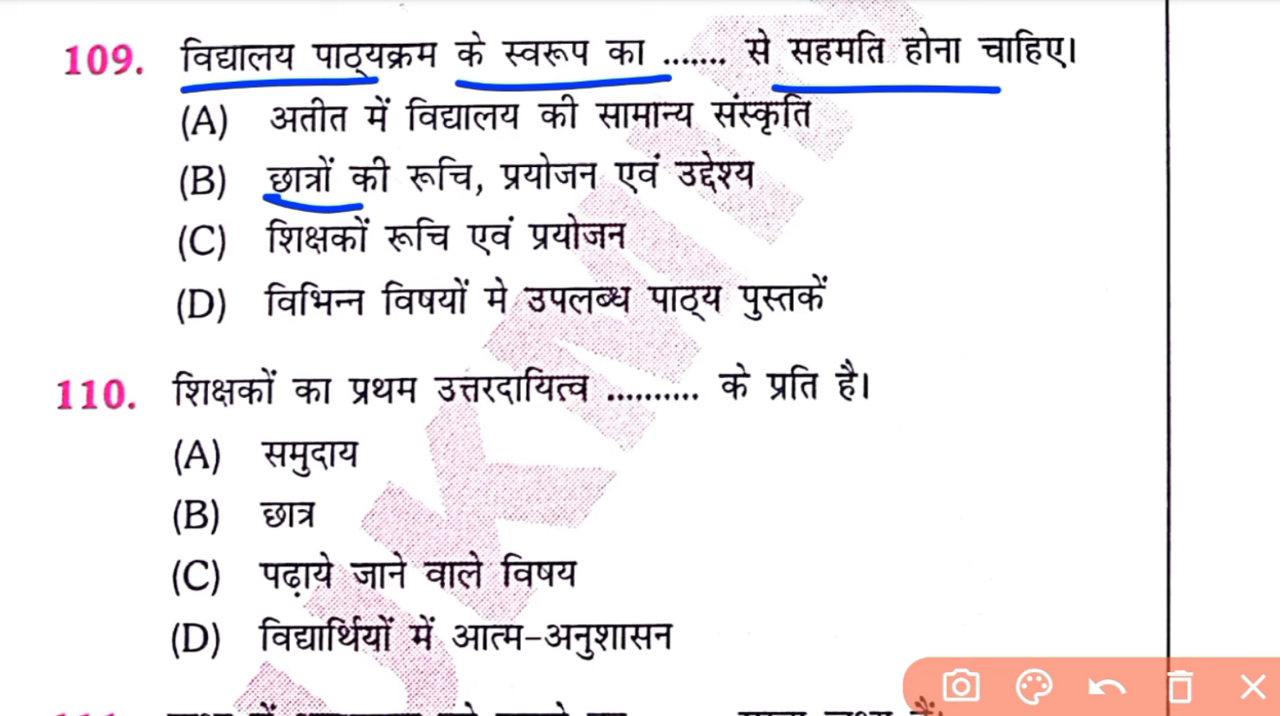 109. विद्यालय पाठ्यक्रम के स्वरूप का ....... से सहमति होना चाहिए।
(A) अतीत में विद्यालय की सामान्य संस्कृति
(B) छात्रों की रूचि, प्रयोजन एवं उद्देश्य
(C) शिक्षकों रूचि एवं प्रयोजन
(D) विभिन्न विषयों मे उपलब्ध पाठ्य पुस्तकें
110. शिक्षकों का प्रथम उत्तरदायित्व .......... के प्रति है।
(A) समुदाय
(B) छात्र
(C) पढ़ाये जाने वाले विषय
(D) विद्यार्थियों में आत्म-अनुशासन